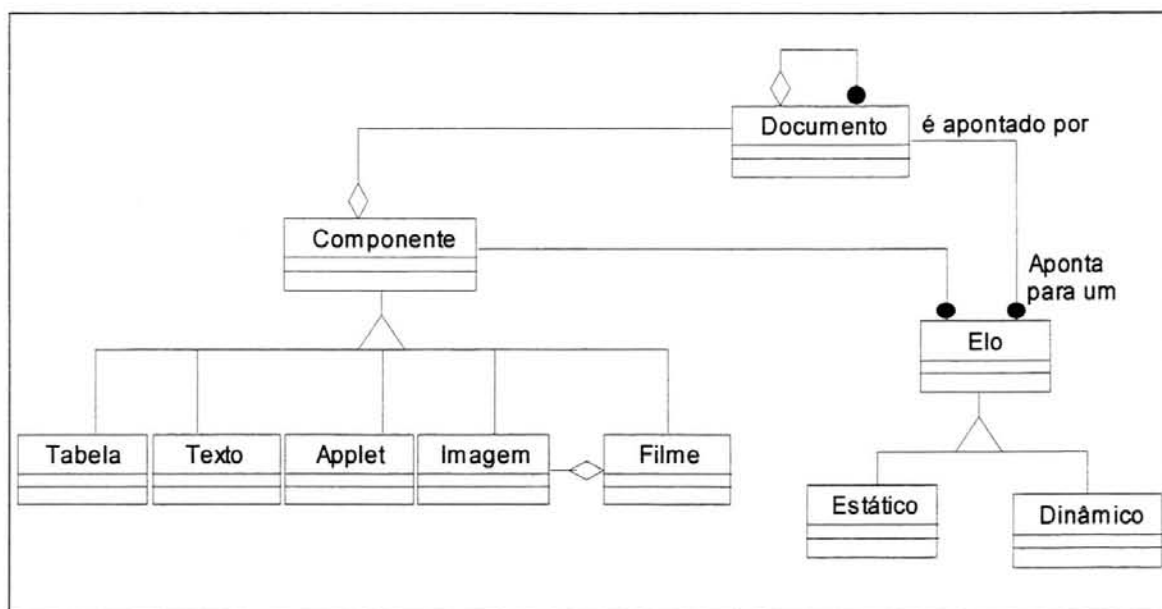 Documento
é apontado por
Componente
Aponta
para um
Elo
Tabela
Texto
Applet
Imagem
Filme
Estático
Dinâmico